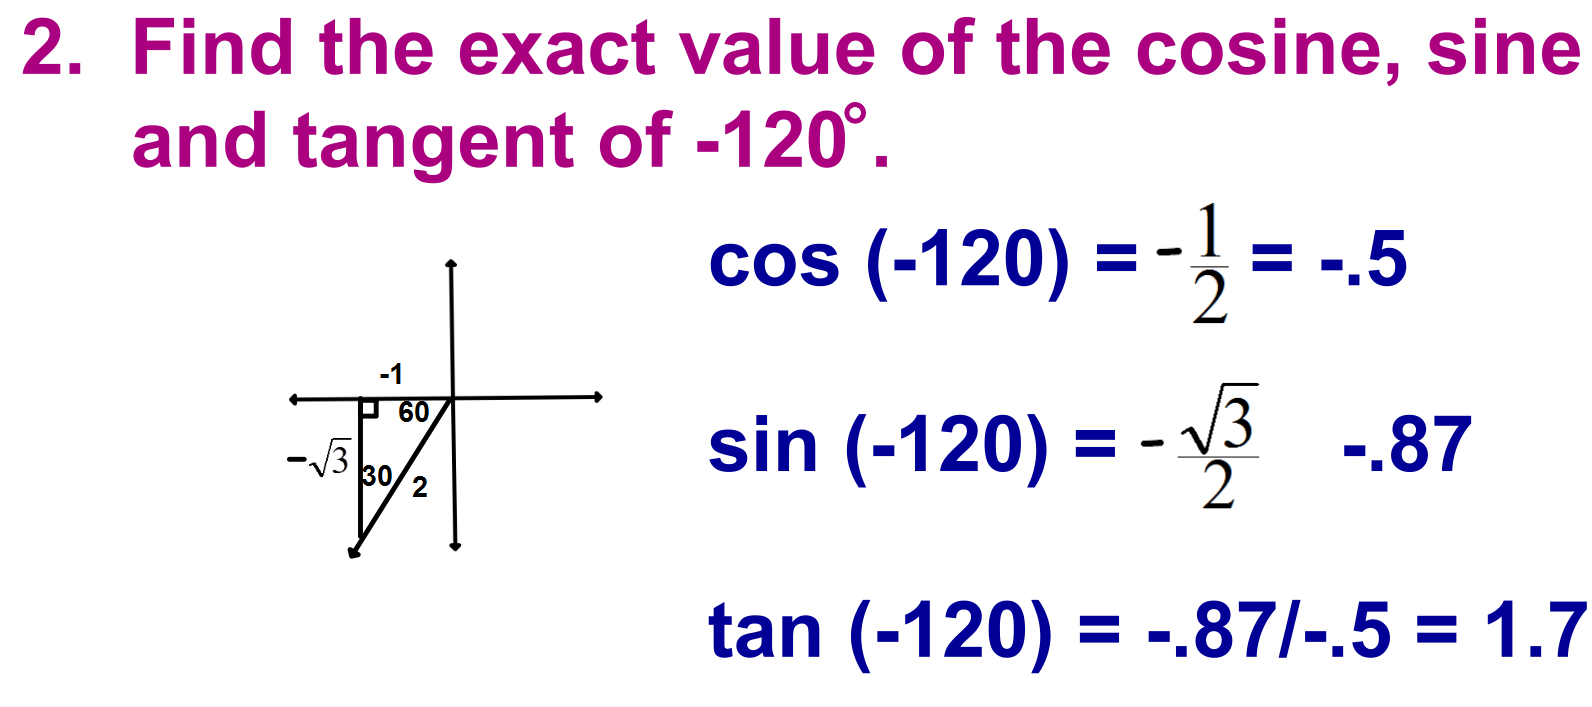 2. Find the exact value of the cosine, sine
and tangent of -120°.
cos (-120) = -1/2 = -.5
-1
60
-√3
30
2
sin (-120) = -√3/2 -.87
tan (-120) = -.87/-.5 = 1.7